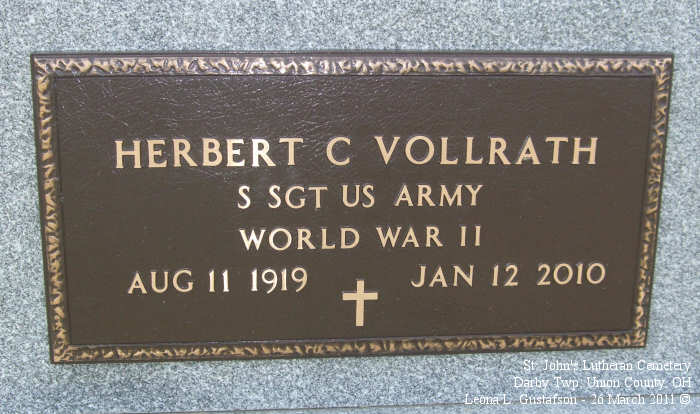 HERBERT C VOLLRATH
S SGT US ARMY
WORLD WAR II
AUG 11 1919 JAN 12 2010
St. John's Lutheran Cemetery
Darby Twp. Union County, OH
Leona L. Gustafson - 26 March 2011 ©